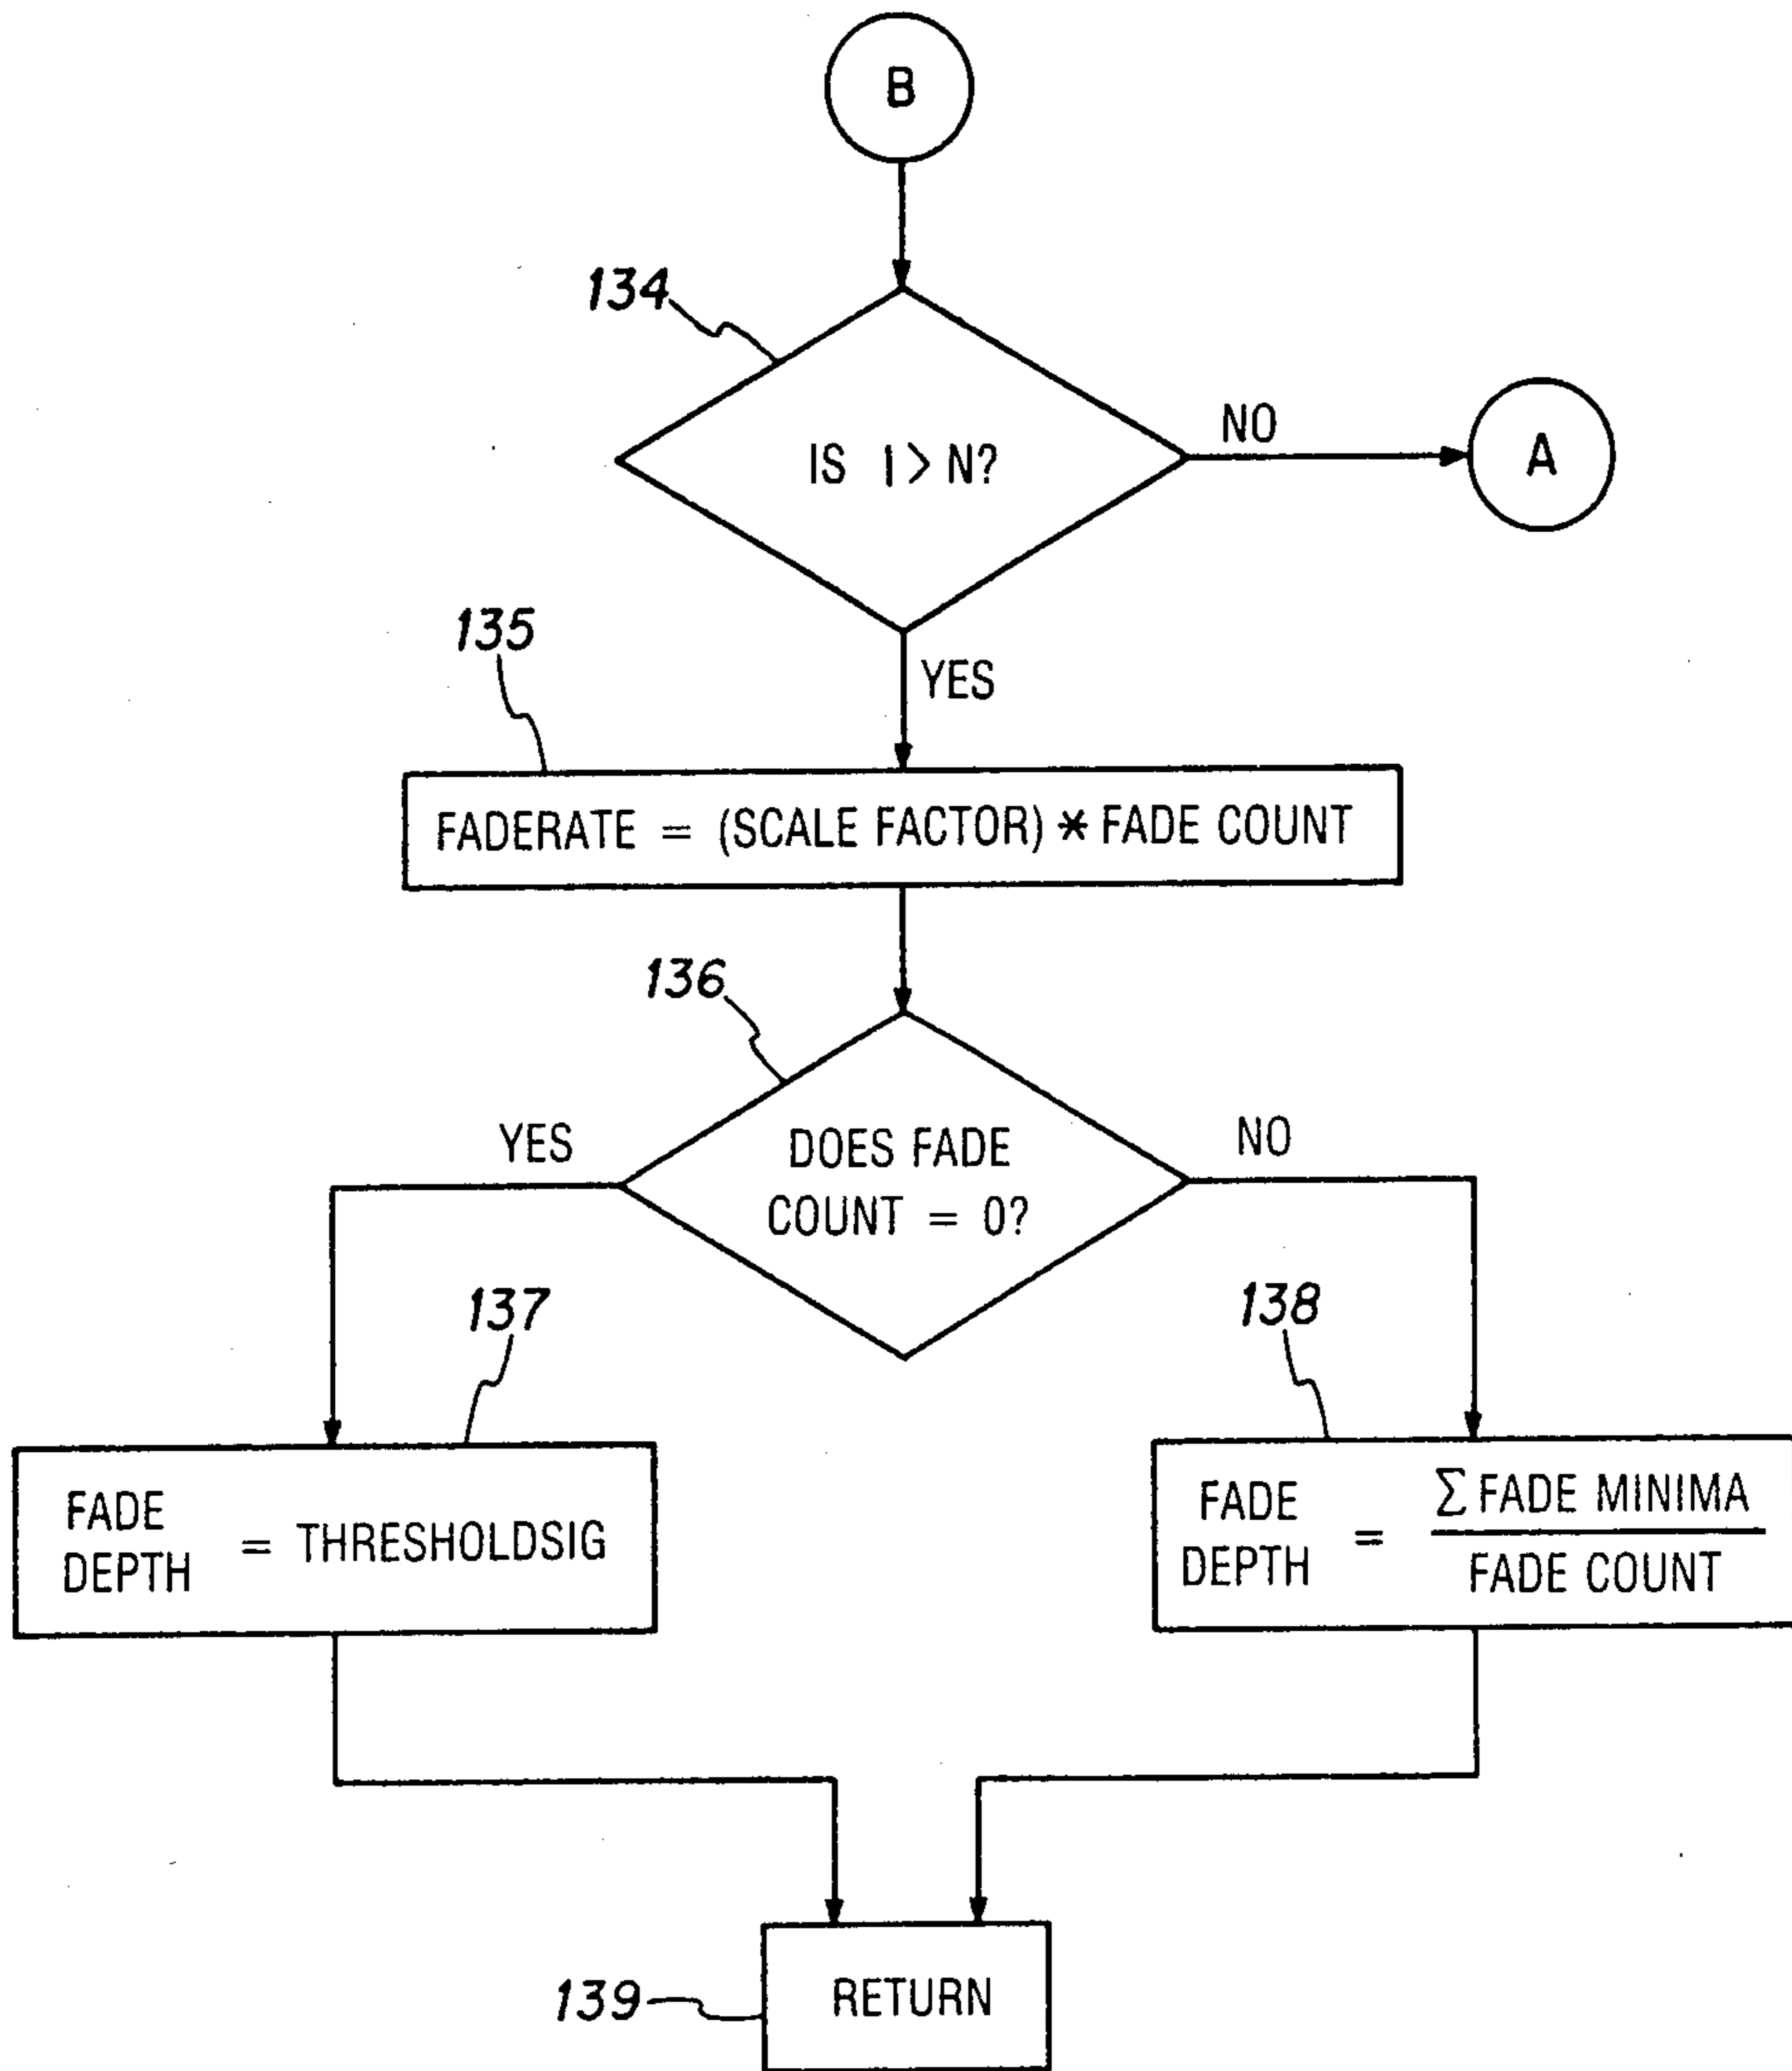 B
134
IS I > N?
NO
A
135
YES
FADERATE = (SCALE FACTOR) * FADE COUNT
136
YES
DOES FADE
COUNT = 0?
NO
137
138
FADE
DEPTH = THRESHOLDSIG
FADE
DEPTH = Σ FADE MINIMA
FADE COUNT
139
RETURN